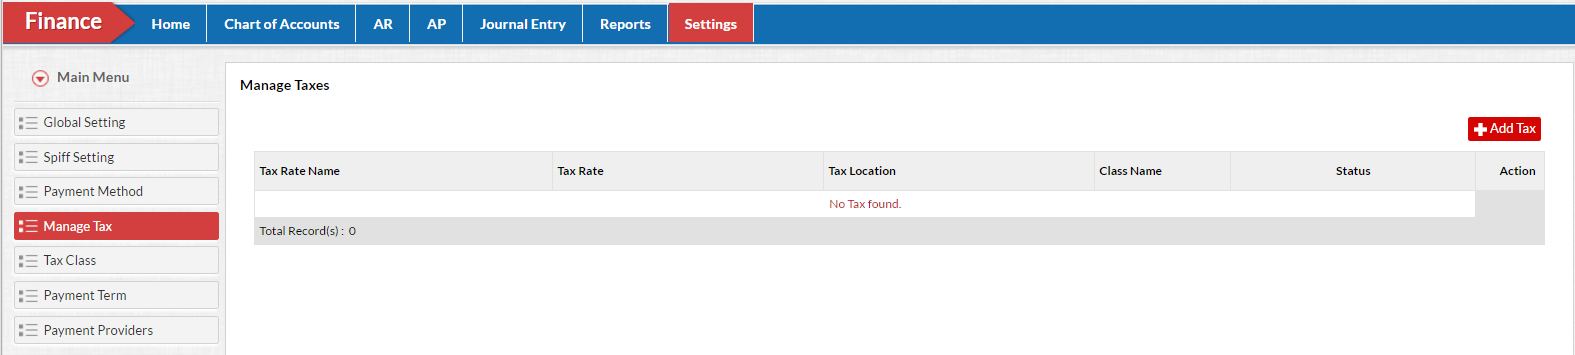 Finance Home Chart of Accounts AR AP Journal Entry Reports Settings
Main Menu
Global Setting
Spiff Setting
Payment Method
Manage Tax
Tax Class
Payment Term
Payment Providers
Manage Taxes
Add Tax
Tax Rate Name Tax Rate Tax Location Class Name Status Action
No Tax found.
Total Record(s) : 0